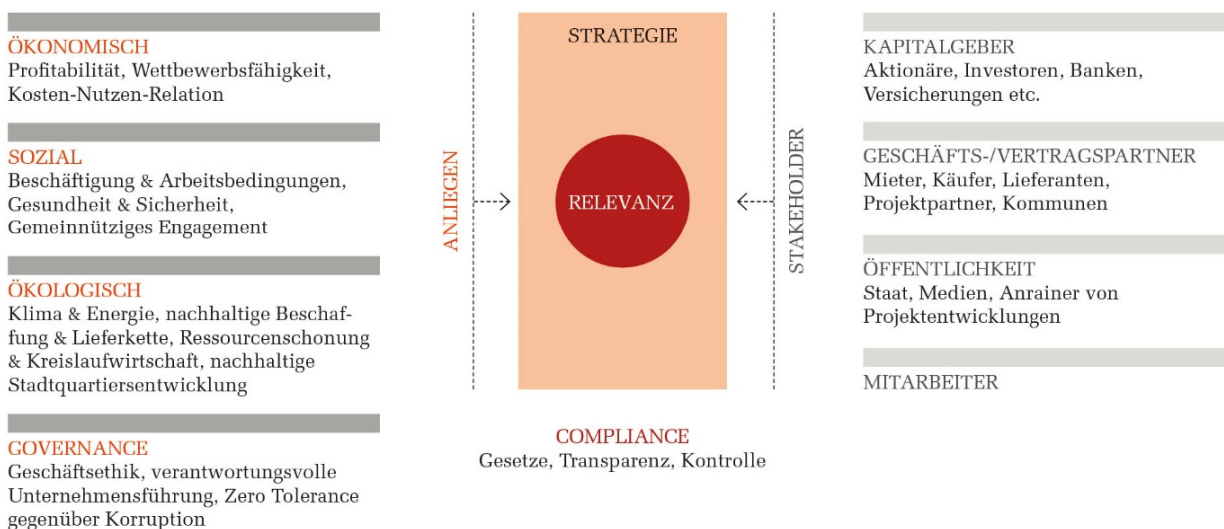 ÖKONOMISCH
Profitabilität, Wettbewerbsfähigkeit,
Kosten-Nutzen-Relation
SOZIAL
Beschäftigung & Arbeitsbedingungen,
Gesundheit & Sicherheit,
Gemeinnütziges Engagement
ÖKOLOGISCH
Klima & Energie, nachhaltige Beschaf-
fung & Lieferkette, Ressourcenschonung
& Kreislaufwirtschaft, nachhaltige
Stadtquartiersentwicklung
GOVERNANCE
Geschäftsethik, verantwortungsvolle
Unternehmensführung, Zero Tolerance
gegenüber Korruption
ANLIEGEN
STRATEGIE
RELEVANZ
STAKEHOLDER
COMPLIANCE
Gesetze, Transparenz, Kontrolle
KAPITALGEBER
Aktionäre, Investoren, Banken,
Versicherungen etc.
GESCHÄFTS-/VERTRAGSPARTNER
Mieter, Käufer, Lieferanten,
Projektpartner, Kommunen
ÖFFENTLICHKEIT
Staat, Medien, Anrainer von
Projektentwicklungen
MITARBEITER